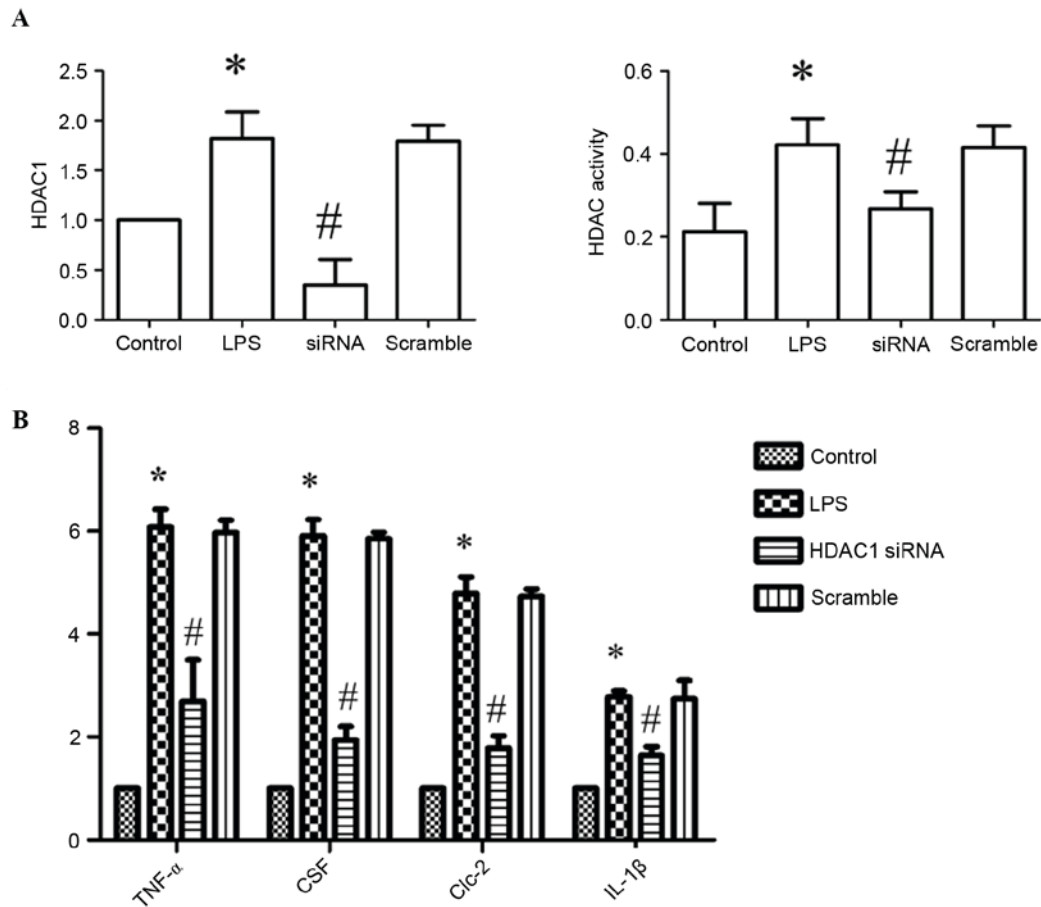 A
2.5
2.0
1.5
1.0
0.5
0.0
HDAC1
*
#
Control LPS siRNA Scramble
0.6
0.4
0.2
0.0
HDAC activity
*
#
Control LPS siRNA Scramble
B
8
6
4
2
0
* # * # * # * #
TNF-α CSF Clc-2 IL-1β
Control
LPS
HDAC1 siRNA
Scramble